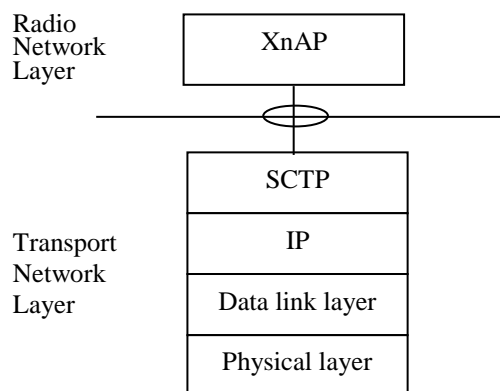 Radio
Network
Layer
XnAP
SCTP
IP
Transport
Network
Layer
Data link layer
Physical layer